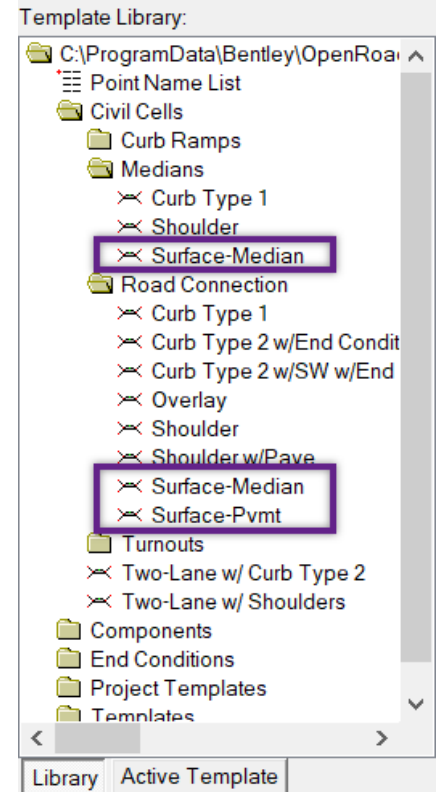 Template Library:
C:\ProgramData\Bentley\OpenRoa
Point Name List
Civil Cells
Curb Ramps
Medians
Curb Type 1
Shoulder
Surface-Median
Road Connection
Curb Type 1
Curb Type 2 w/End Condit
Curb Type 2 w/SW w/End
Overlay
Shoulder
Shoulder w/Pave
Surface-Median
Surface-Pvmt
Turnouts
Two-Lane w/ Curb Type 2
Two-Lane w/ Shoulders
Components
End Conditions
Project Templates
Templates
Library Active Template